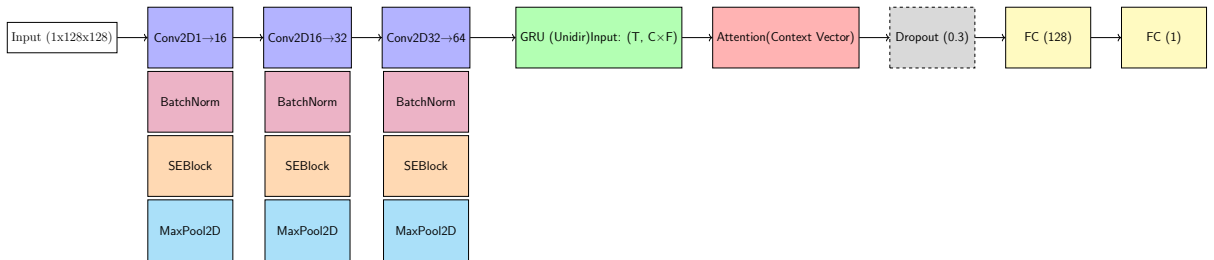 Input (1x128x128)
Conv2D1→16
Conv2D16→32
Conv2D32→64
GRU (Unidir)Input: (T, C×F)
Attention(Context Vector)
Dropout (0.3)
FC (128)
FC (1)
BatchNorm
BatchNorm
BatchNorm
SEBlock
SEBlock
SEBlock
MaxPool2D
MaxPool2D
MaxPool2D